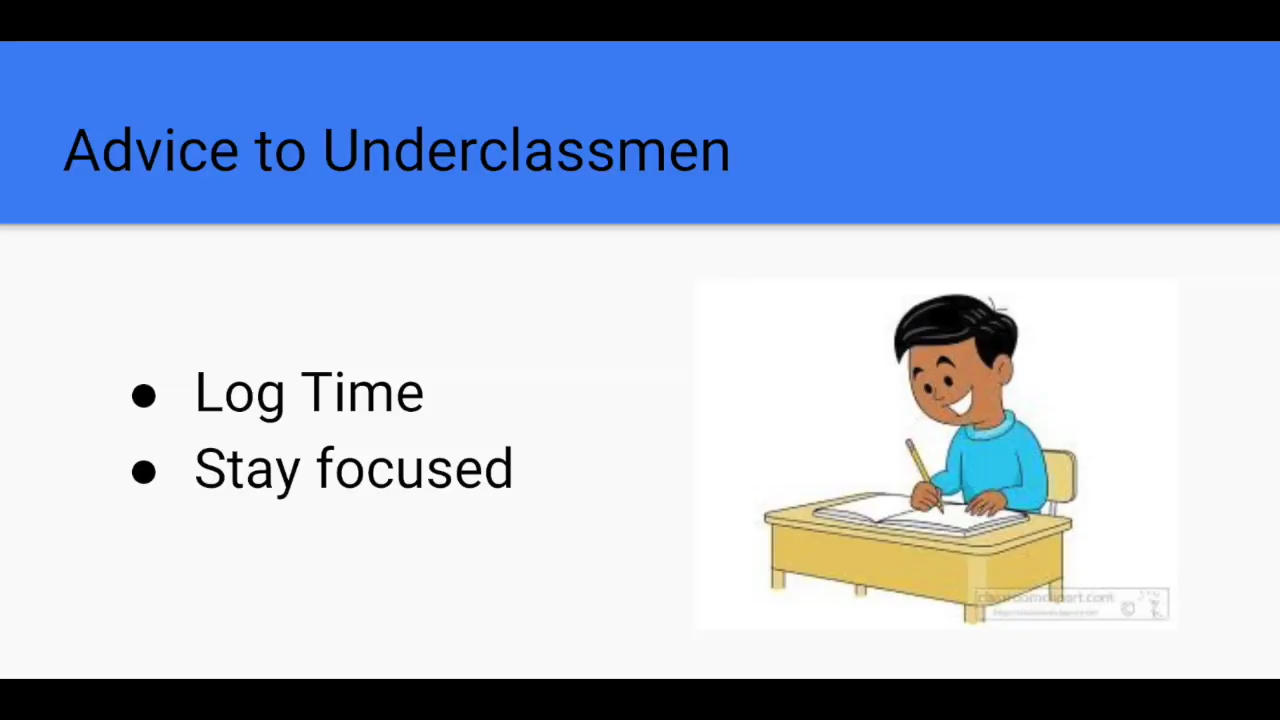 Advice to Underclassmen
● Log Time
● Stay focused